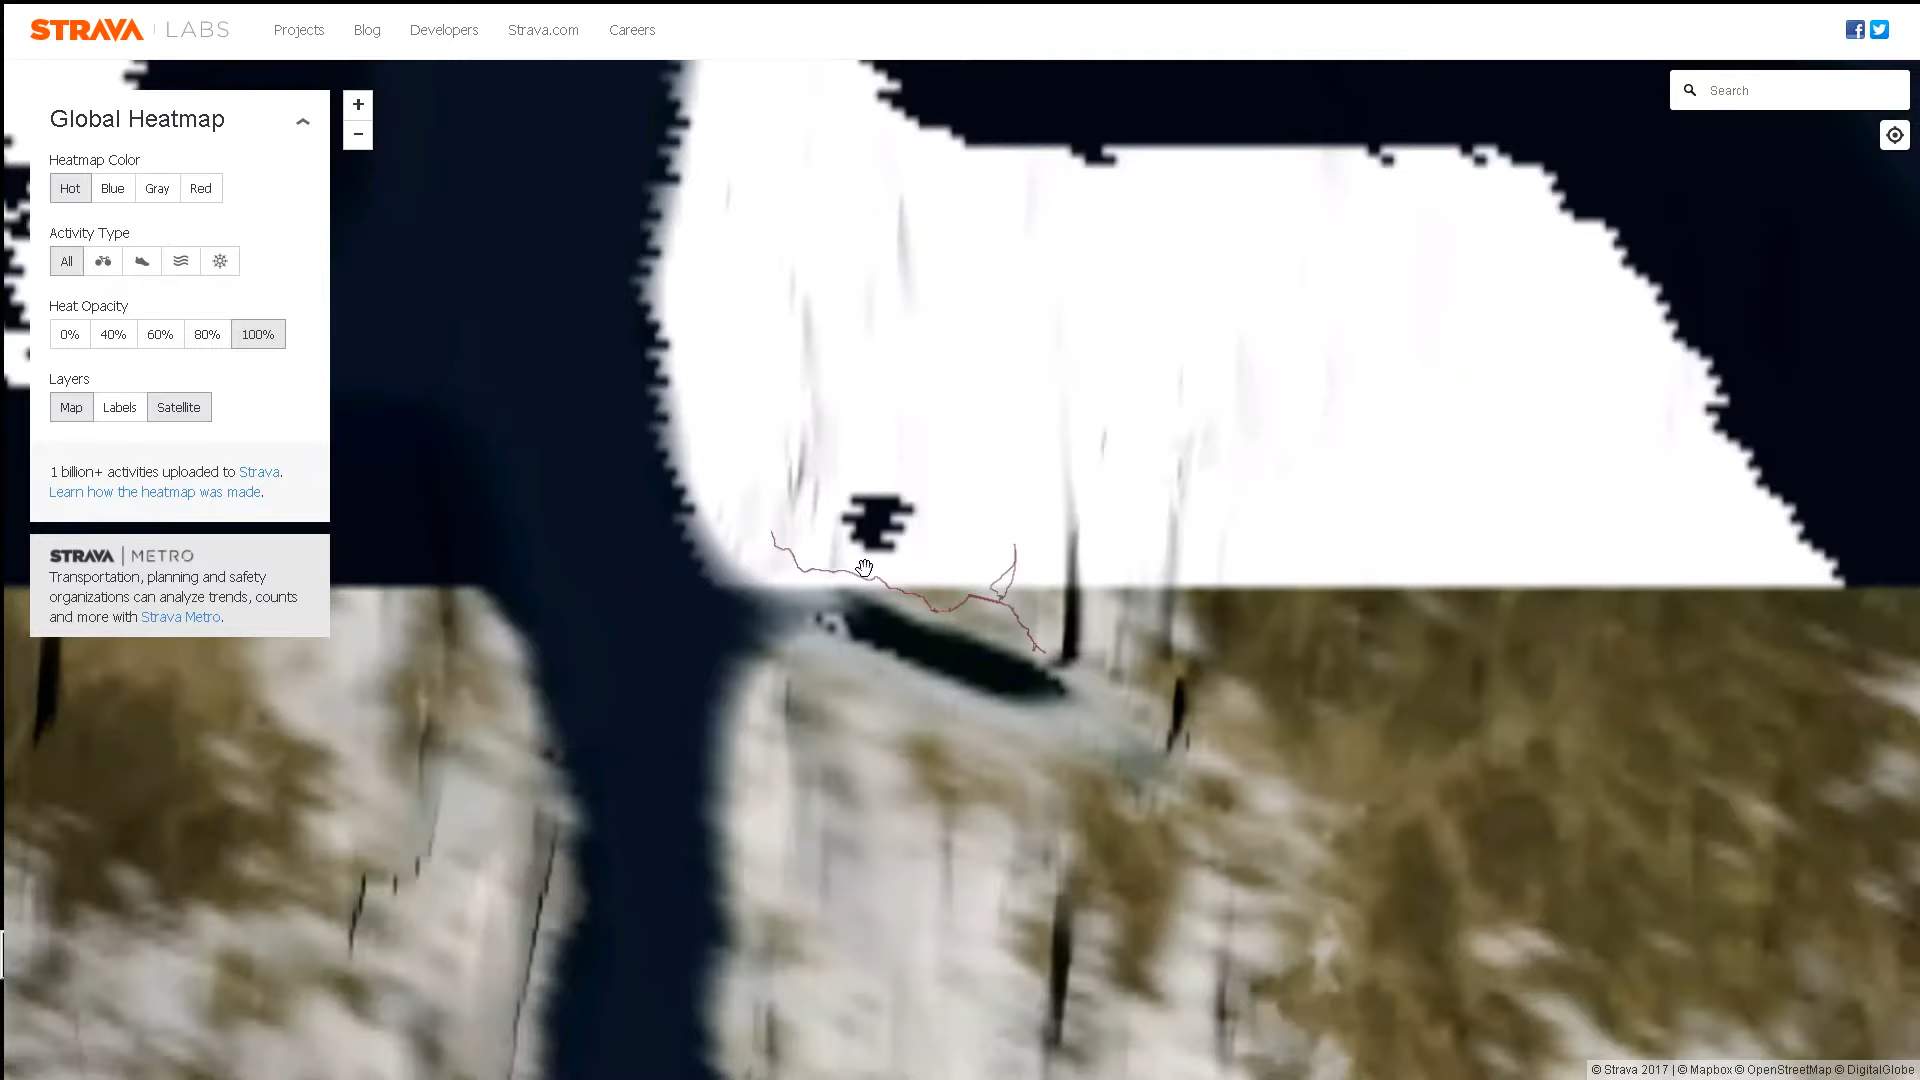 STRAVA | LABS
Projects
Blog
Developers
Strava.com
Careers
Search
Global Heatmap
+
−
Heatmap Color
Hot Blue Gray Red
Activity Type
All
Heat Opacity
0% 40% 60% 80% 100%
Layers
Map Labels Satellite
1 billion+ activities uploaded to Strava.
Learn how the heatmap was made.
STRAVA | METRO
Transportation, planning and safety
organizations can analyze trends, counts
and more with Strava Metro.
© Strava 2017 | © Mapbox © OpenStreetMap © DigitalGlobe